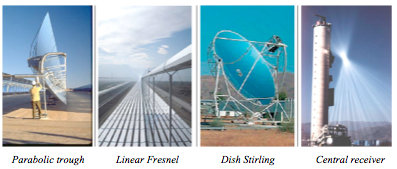 Parabolic trough
Linear Fresnel
Dish Stirling
Central receiver